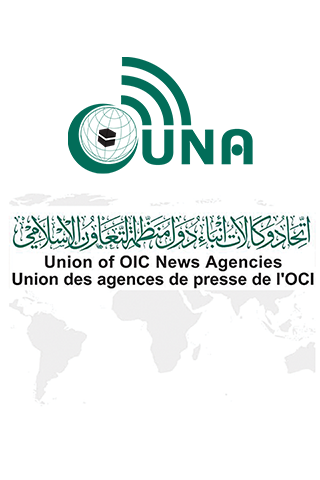 UNA
اتحاد وكالات أنباء دول منظمة التعاون الإسلامي
Union of OIC News Agencies
Union des agences de presse de l'OCI